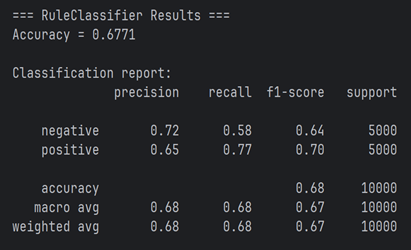 === RuleClassifier Results ===
Accuracy = 0.6771
Classification report:
precision recall f1-score support
negative 0.72 0.58 0.64 5000
positive 0.65 0.77 0.70 5000
accuracy 0.68 10000
macro avg 0.68 0.68 0.67 10000
weighted avg 0.68 0.68 0.67 10000